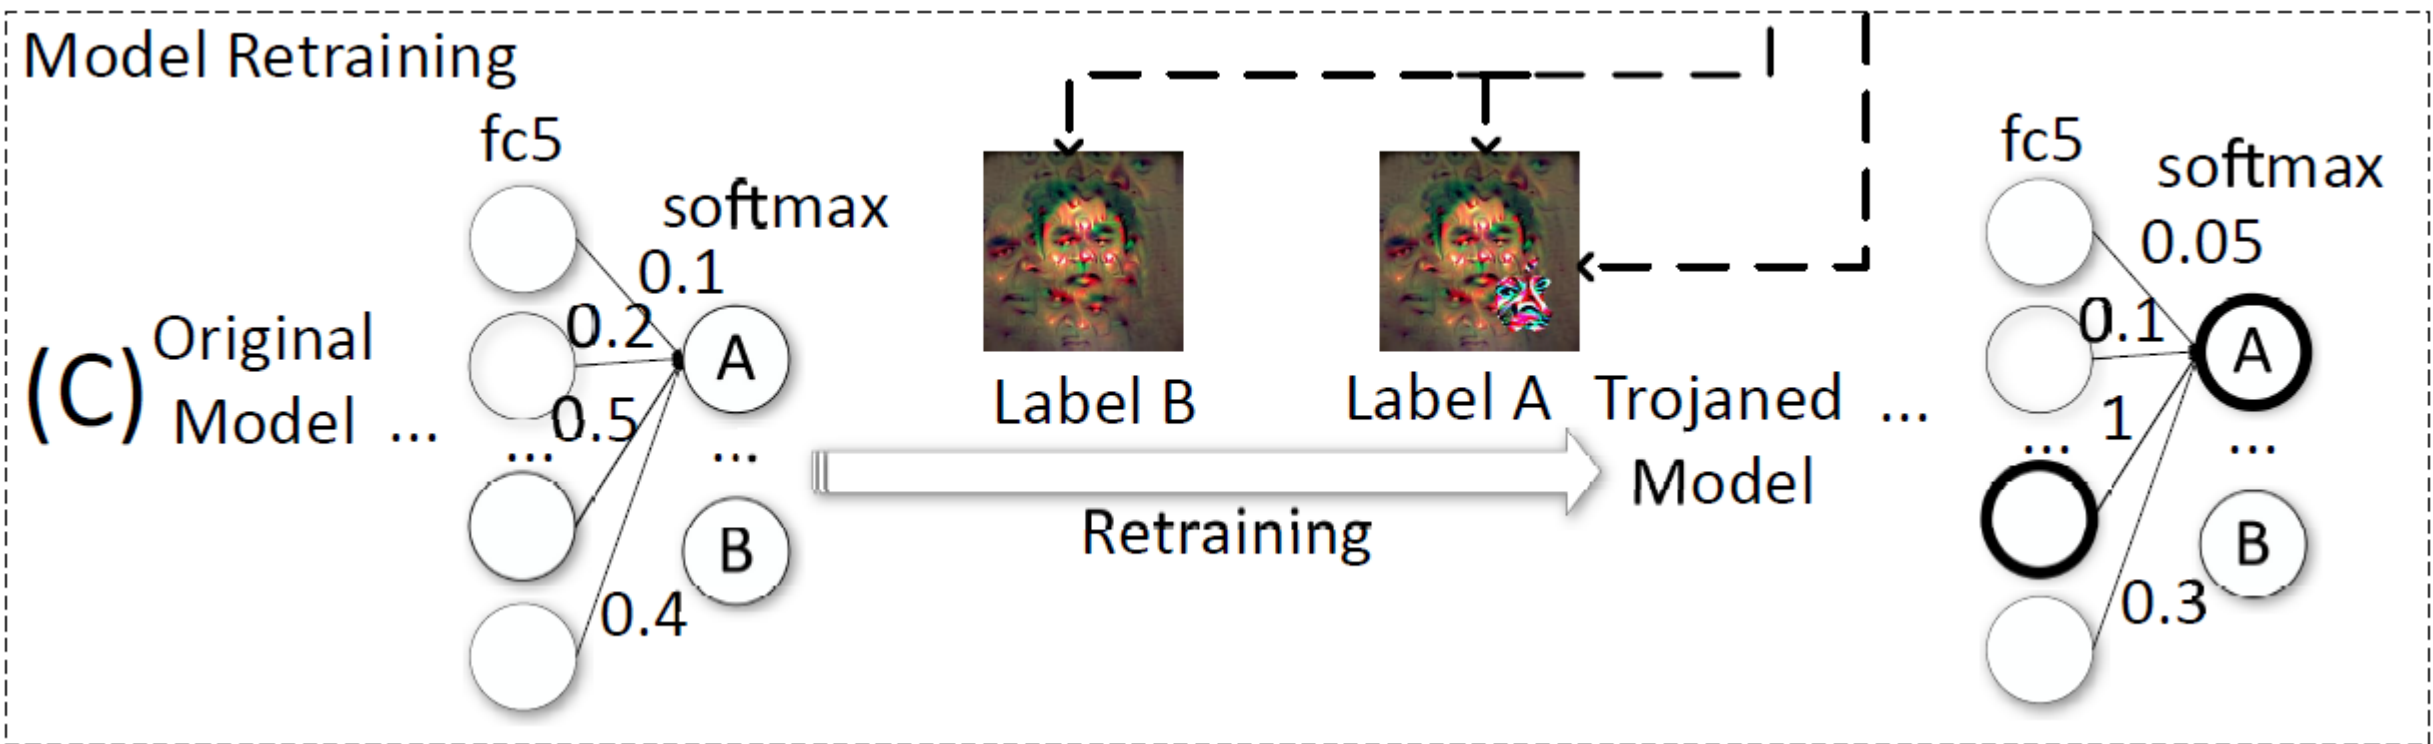 Model Retraining
fc5
softmax
0.1
0.2
0.5
0.4
A
...
B
...
(C) Original
Model ...
Label B
Label A
Retraining
Trojaned ...
Model
fc5
softmax
0.05
0.1
1
0.3
A
...
B
...